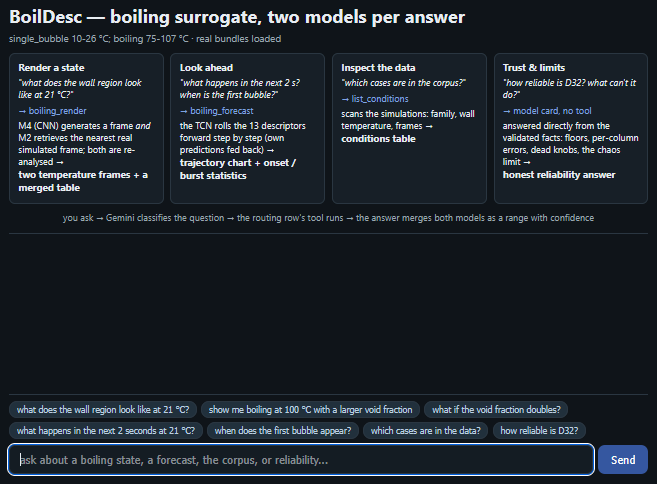 BoilDesc — boiling surrogate, two models per answer
single_bubble 10-26 °C; boiling 75-107 °C · real bundles loaded
Render a state
"what does the wall region look
like at 21 °C?"
→ boiling_render
M4 (CNN) generates a frame and
M2 retrieves the nearest real
simulated frame; both are re-
analysed →
two temperature frames + a
merged table
Look ahead
"what happens in the next 2 s?
when is the first bubble?"
→ boiling_forecast
the TCN rolls the 13 descriptors
forward step by step (own
predictions fed back) →
trajectory chart + onset /
burst statistics
Inspect the data
"which cases are in the corpus?"
→ list_conditions
scans the simulations: family, wall
temperature, frames →
conditions table
Trust & limits
"how reliable is D32? what can't it
do?"
→ model card, no tool
answered directly from the
validated facts: floors, per-column
errors, dead knobs, the chaos
limit →
honest reliability answer
you ask → Gemini classifies the question → the routing row's tool runs → the answer merges both models as a range with confidence
what does the wall region look like at 21 °C?
show me boiling at 100 °C with a larger void fraction
what if the void fraction doubles?
what happens in the next 2 seconds at 21 °C?
when does the first bubble appear?
which cases are in the data?
how reliable is D32?
ask about a boiling state, a forecast, the corpus, or reliability...
Send